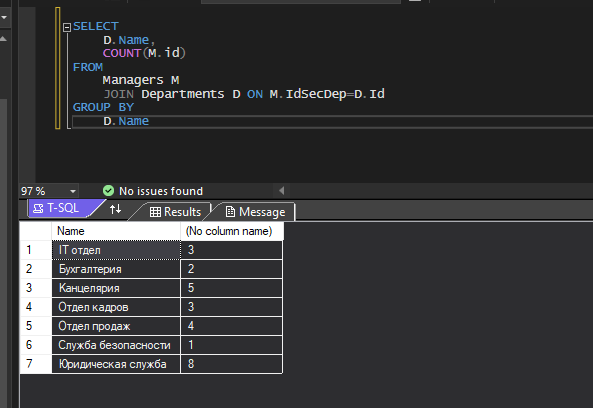 SELECT
D.Name,
COUNT(M.id)
FROM
Managers M
JOIN Departments D ON M.IdSecDep=D.Id
GROUP BY
D.Name
97 %
No issues found
T-SQL
Results
Message
Name (No column name)
1 IT отдел 3
2 Бухгалтерия 2
3 Канцелярия 5
4 Отдел кадров 3
5 Отдел продаж 4
6 Служба безопасности 1
7 Юридическая служба 8